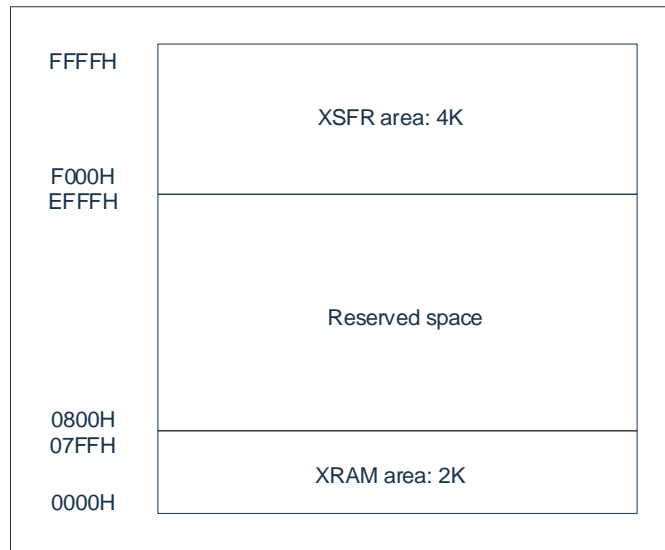 FFFFH
XSFR area: 4K
F000H
EFFFH
Reserved space
0800H
07FFH
XRAM area: 2K
0000H